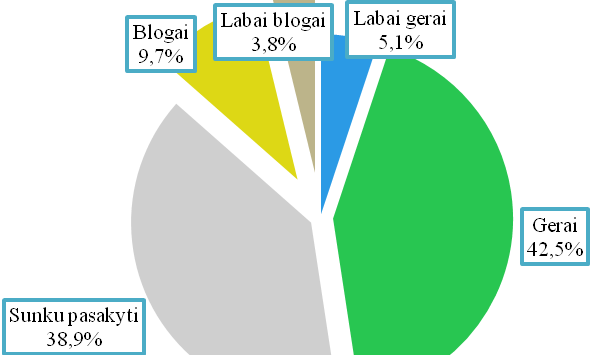 Blogai
9,7%
Labai blogai
3,8%
Labai gerai
5,1%
Gerai
42,5%
Sunku pasakyti
38,9%